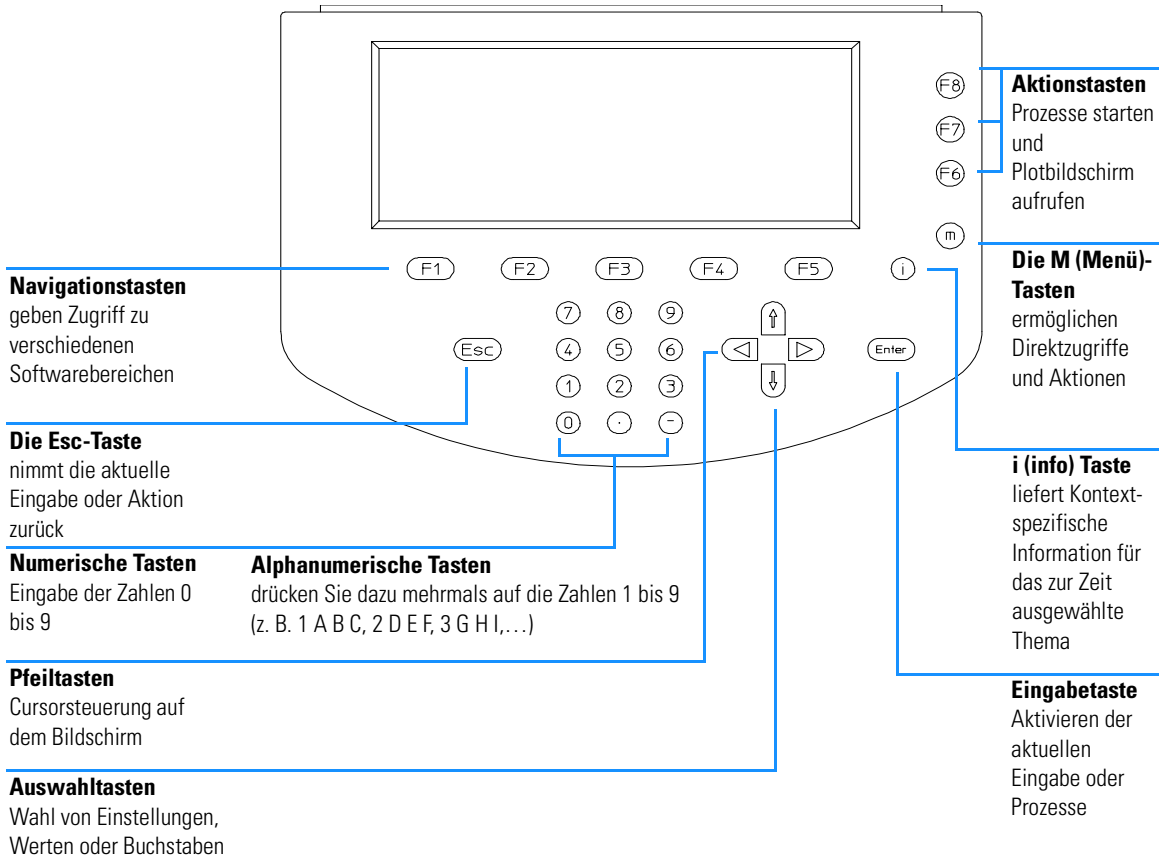 F8
F7
F6
m
F1 F2 F3 F4 F5 i
7 8 9
Esc 4 5 6 Enter
1 2 3
0 . -
Aktionstasten
Prozesse starten
und
Plotbildschirm
aufrufen
Die M (Menü)-
Tasten
ermöglichen
Direktzugriffe
und Aktionen
i (info) Taste
liefert Kontext-
spezifische
Information für
das zur Zeit
ausgewählte
Thema
Eingabetaste
Aktivieren der
aktuellen
Eingabe oder
Prozesse
Navigationstasten
geben Zugriff zu
verschiedenen
Softwarebereichen
Die Esc-Taste
nimmt die aktuelle
Eingabe oder Aktion
zurück
Numerische Tasten
Eingabe der Zahlen 0
bis 9
Alphanumerische Tasten
drücken Sie dazu mehrmals auf die Zahlen 1 bis 9
(z. B. 1 A B C, 2 D E F, 3 G H I,…)
Pfeiltasten
Cursorsteuerung auf
dem Bildschirm
Auswahltasten
Wahl von Einstellungen,
Werten oder Buchstaben